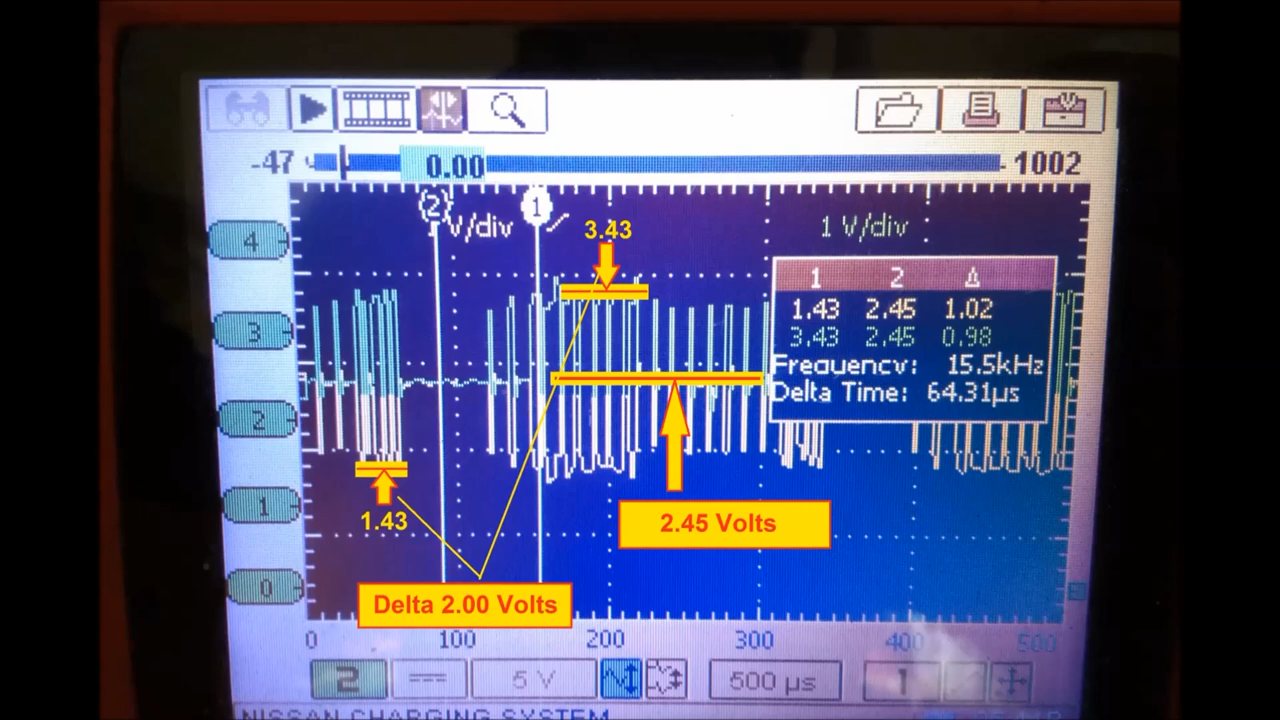 -47
0.00
1002
4
3
2
1
0
2
V/div
1
1 V/div
3.43
1 2 Δ
1.43 2.45 1.02
3.43 2.45 0.98
Frequency: 15.5kHz
Delta Time: 64.31µs
1.43
2.45 Volts
Delta 2.00 Volts
0 100 200 300 400 500
2 5 V 500 µs 1
NISSAN CHARGING SYSTEM